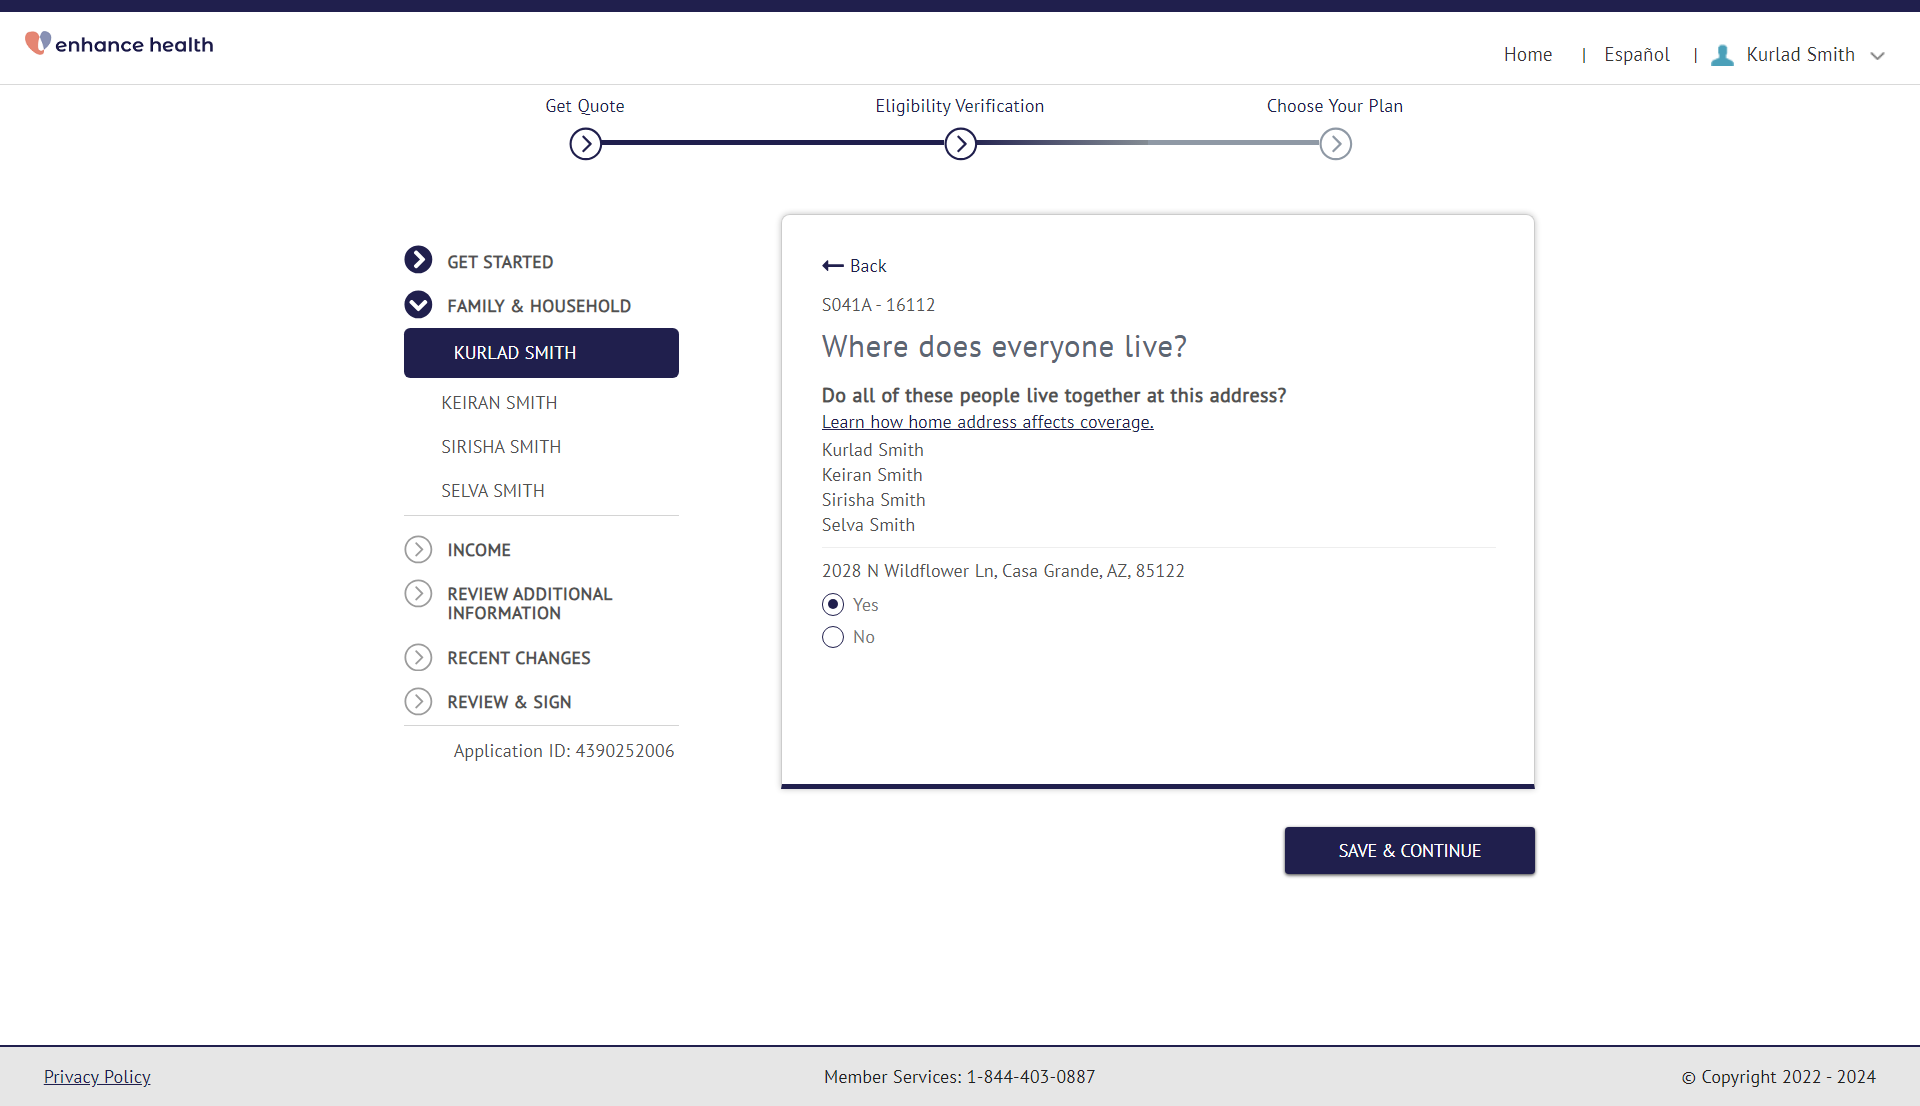 enhance health
Home | Español | Kurlad Smith
Get Quote
Eligibility Verification
Choose Your Plan
GET STARTED
FAMILY & HOUSEHOLD
KURLAD SMITH
KEIRAN SMITH
SIRISHA SMITH
SELVA SMITH
INCOME
REVIEW ADDITIONAL
INFORMATION
RECENT CHANGES
REVIEW & SIGN
Application ID: 4390252006
Back
S041A - 16112
Where does everyone live?
Do all of these people live together at this address?
Learn how home address affects coverage.
Kurlad Smith
Keiran Smith
Sirisha Smith
Selva Smith
2028 N Wildflower Ln, Casa Grande, AZ, 85122
Yes
No
SAVE & CONTINUE
Privacy Policy
Member Services: 1-844-403-0887
© Copyright 2022 - 2024